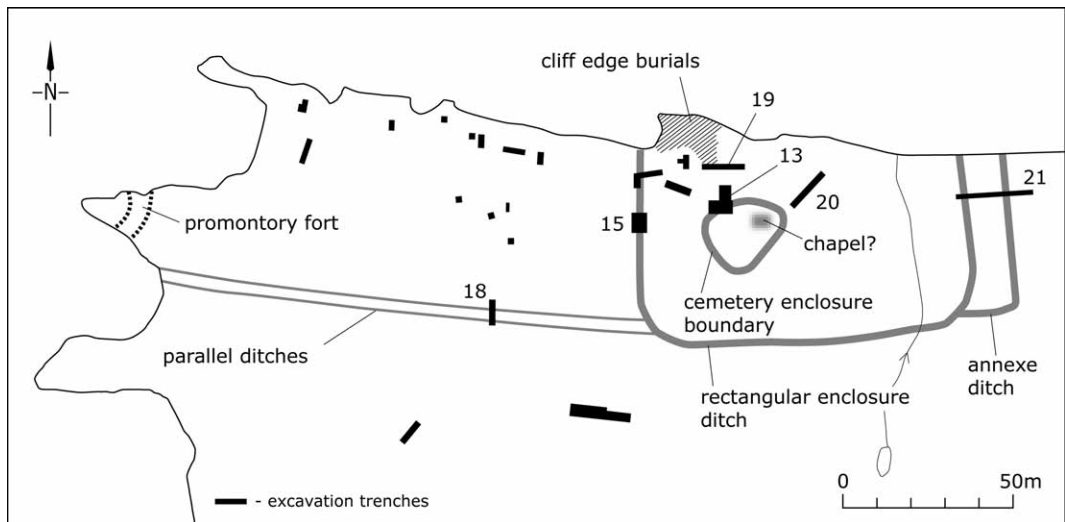 cliff edge burials
-N-
19
13
promontory fort
15
20
21
chapel?
18
cemetery enclosure
boundary
parallel ditches
annexe
ditch
rectangular enclosure
ditch
0
50m
- excavation trenches